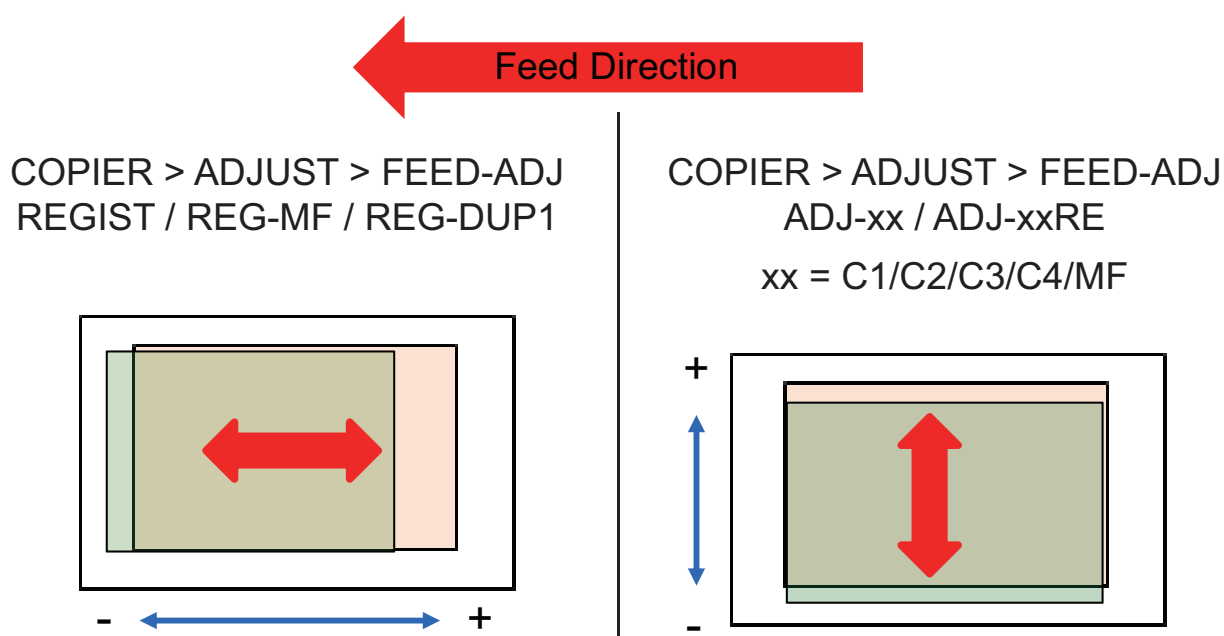 Feed Direction
COPIER > ADJUST > FEED-ADJ
REGIST / REG-MF / REG-DUP1
- +
COPIER > ADJUST > FEED-ADJ
ADJ-xx / ADJ-xxRE
xx = C1/C2/C3/C4/MF
+
-